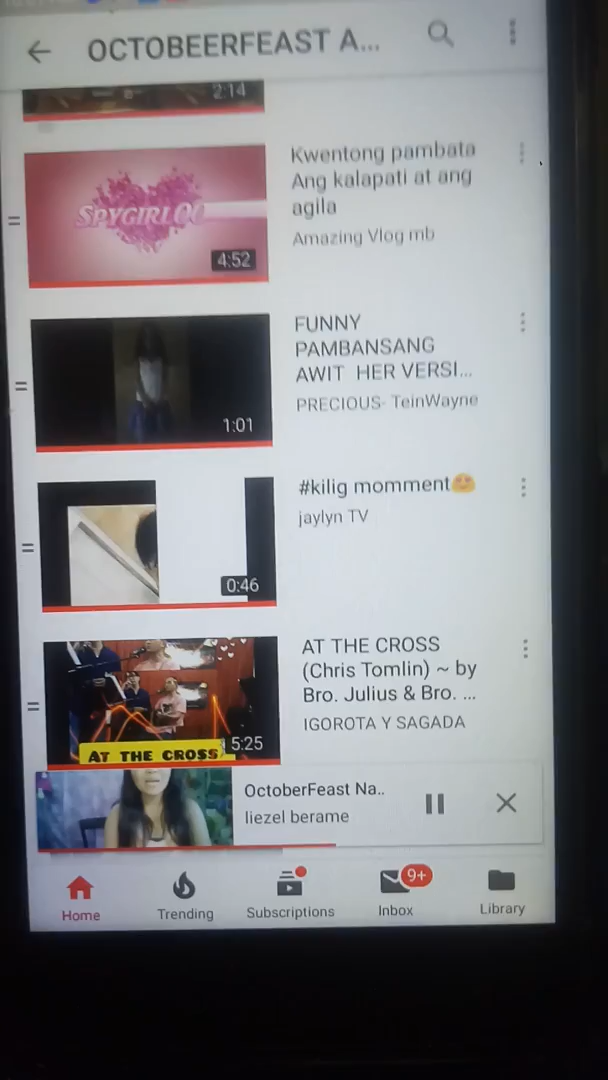 OCTOBEERFEAST A...
2:14
SPYGIRL
4:52
Kwentong pambata
Ang kalapati at ang
agila
Amazing Vlog mb
1:01
FUNNY
PAMBANSANG
AWIT HER VERSI...
PRECIOUS- TeinWayne
0:46
#kilig momment😍
jaylyn TV
AT THE CROSS
5:25
AT THE CROSS
(Chris Tomlin) ~ by
Bro. Julius & Bro. ...
IGOROTA Y SAGADA
OctoberFeast Na..
liezel berame
Home
Trending
Subscriptions
9+
Inbox
Library